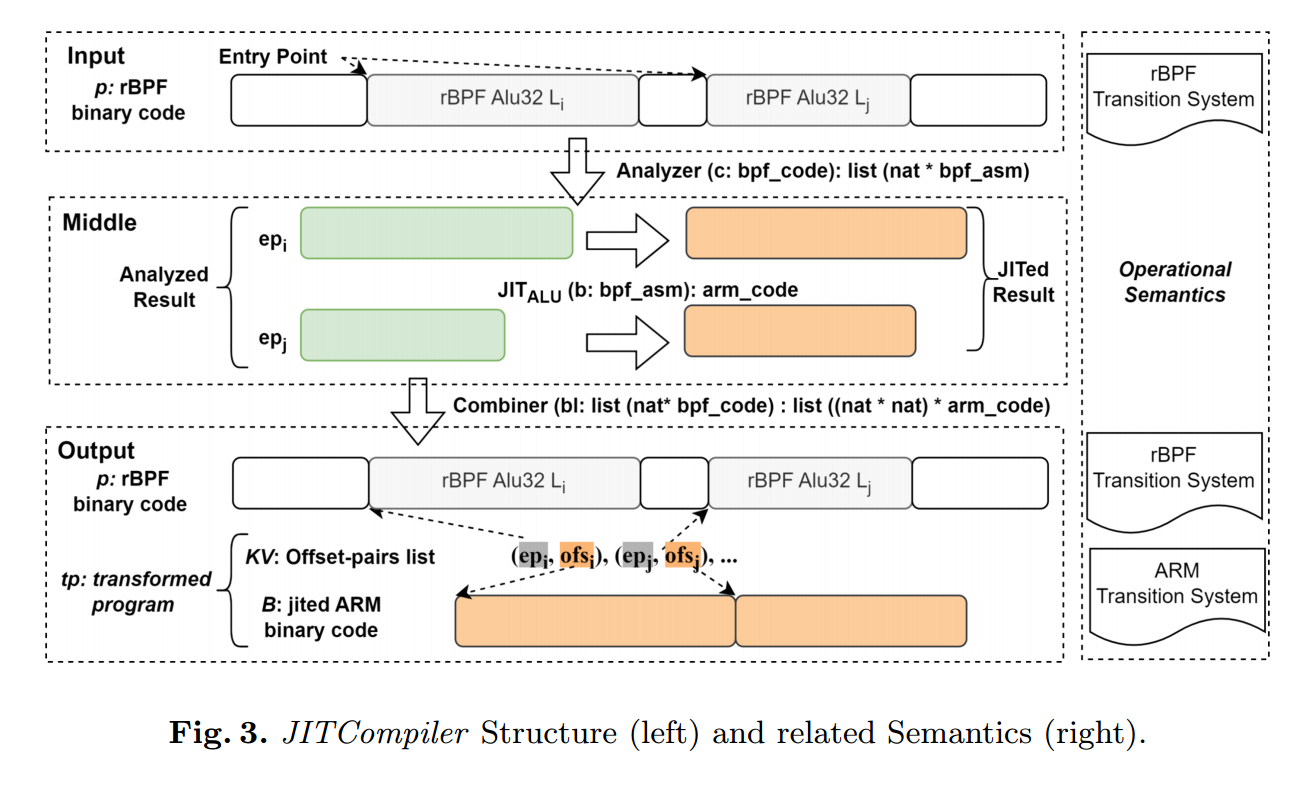 Input
Entry Point
p: rBPF
binary code
rBPF Alu32 Li
rBPF Alu32 Lj
rBPF
Transition System
Analyzer (c: bpf_code): list (nat * bpf_asm)
Middle
epi
Analyzed
Result
JITALU (b: bpf_asm): arm_code
epj
JITed
Result
Operational
Semantics
Combiner (bl: list (nat* bpf_code) : list ((nat * nat) * arm_code)
Output
p: rBPF
binary code
rBPF Alu32 Li
rBPF Alu32 Lj
rBPF
Transition System
tp: transformed
program
KV: Offset-pairs list
(epi, ofsi), (epj, ofsj), ...
B: jited ARM
binary code
ARM
Transition System
Fig. 3. JITCompiler Structure (left) and related Semantics (right).